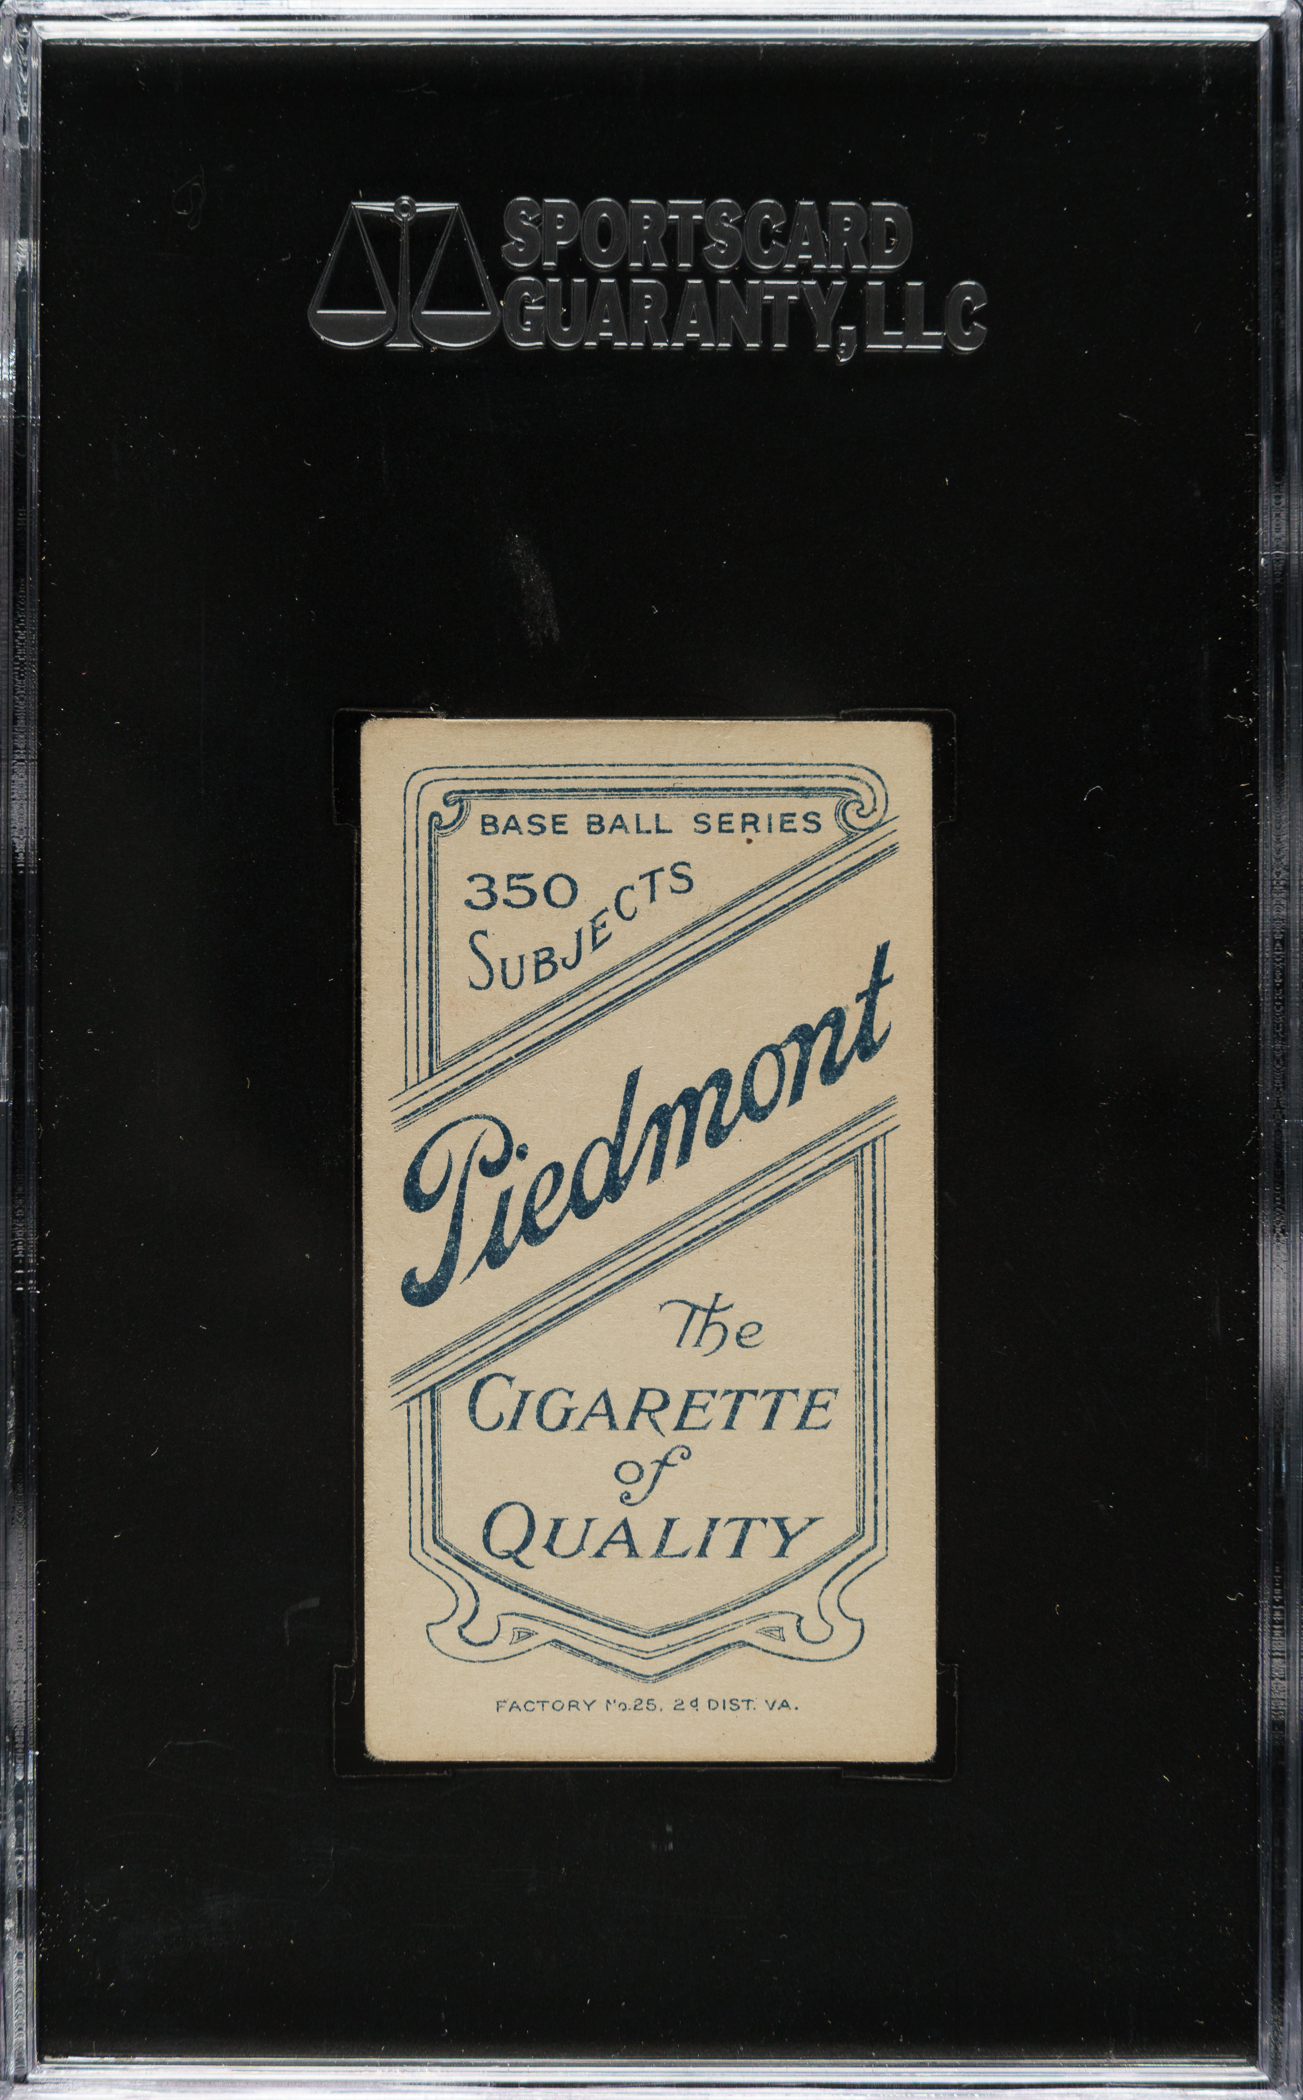 SPORTSCARD
GUARANTY, LLC
BASE BALL SERIES
350
SUBJECTS
Piedmont
The
CIGARETTE
of
QUALITY
FACTORY No. 25, 2d DIST. VA.